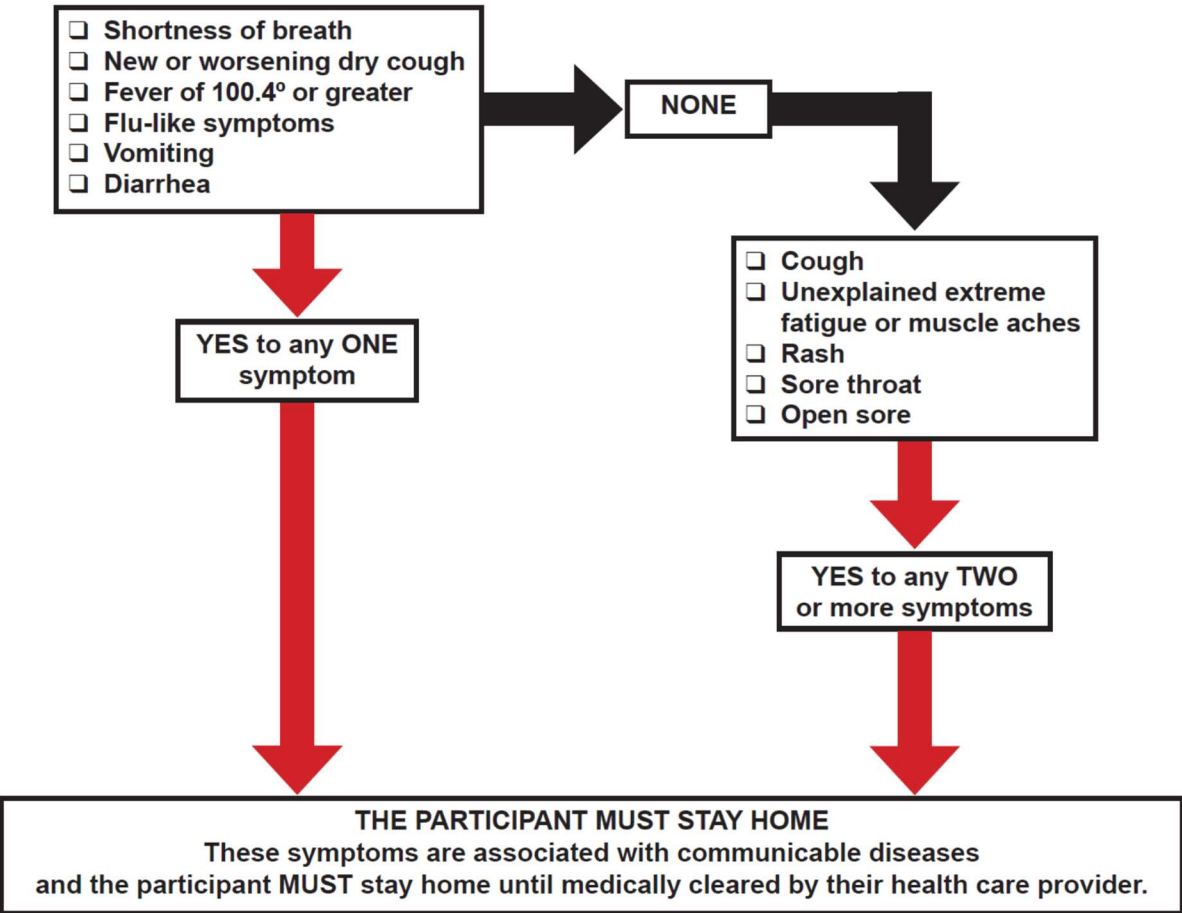 ❑ Shortness of breath
❑ New or worsening dry cough
❑ Fever of 100.4º or greater
❑ Flu-like symptoms
❑ Vomiting
❑ Diarrhea
NONE
YES to any ONE
symptom
❑ Cough
❑ Unexplained extreme
fatigue or muscle aches
❑ Rash
❑ Sore throat
❑ Open sore
YES to any TWO
or more symptoms
THE PARTICIPANT MUST STAY HOME
These symptoms are associated with communicable diseases
and the participant MUST stay home until medically cleared by their health care provider.